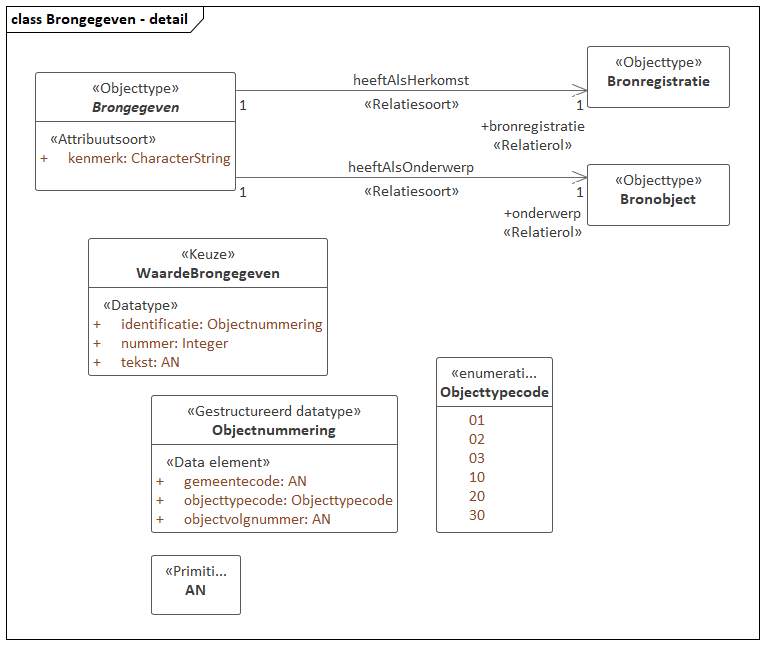 class Brongegeven - detail
«Objecttype»
Brongegeven
«Attribuutsoort»
+ kenmerk: CharacterString
heeftAlsHerkomst
1
«Relatiesoort»
1
+bronregistratie
«Relatierol»
«Objecttype»
Bronregistratie
heeftAlsOnderwerp
1
«Relatiesoort»
1
+onderwerp
«Relatierol»
«Objecttype»
Bronobject
«Keuze»
WaardeBrongegeven
«Datatype»
+ identificatie: Objectnummering
+ nummer: Integer
+ tekst: AN
«enumerati...
Objecttypecode
01
02
03
10
20
30
«Gestructureerd datatype»
Objectnummering
«Data element»
+ gemeentecode: AN
+ objecttypecode: Objecttypecode
+ objectvolgnummer: AN
«Primiti...
AN